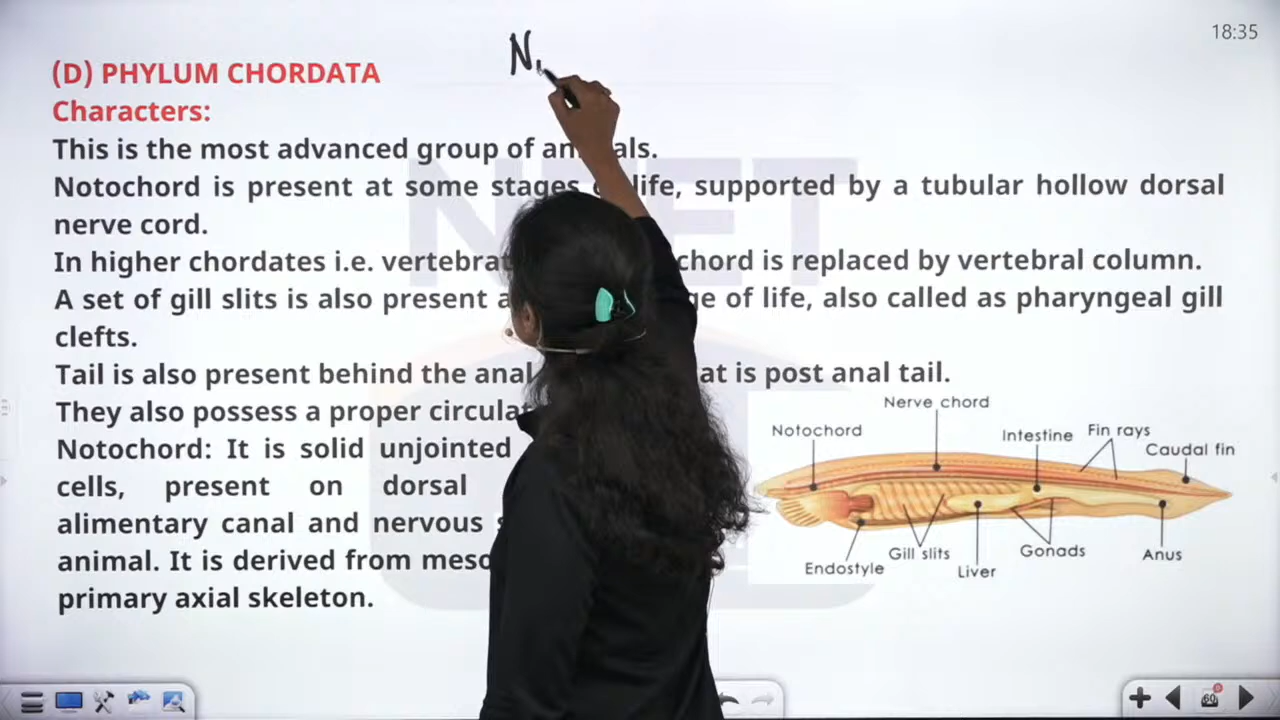 18:35
N.
(D) PHYLUM CHORDATA
Characters:
This is the most advanced group of an als.
Notochord is present at some stages life, supported by a tubular hollow dorsal
nerve cord.
In higher chordates i.e. vertebrat chord is replaced by vertebral column.
A set of gill slits is also present a ge of life, also called as pharyngeal gill
clefts.
Tail is also present behind the anal at is post anal tail.
They also possess a proper circulat
Notochord: It is solid unjointed
cells, present on dorsal
alimentary canal and nervous
animal. It is derived from meso
primary axial skeleton.
Nerve chord
Notochord
Intestine
Fin rays
Caudal fin
Endostyle
Gill slits
Liver
Gonads
Anus
NEET
60